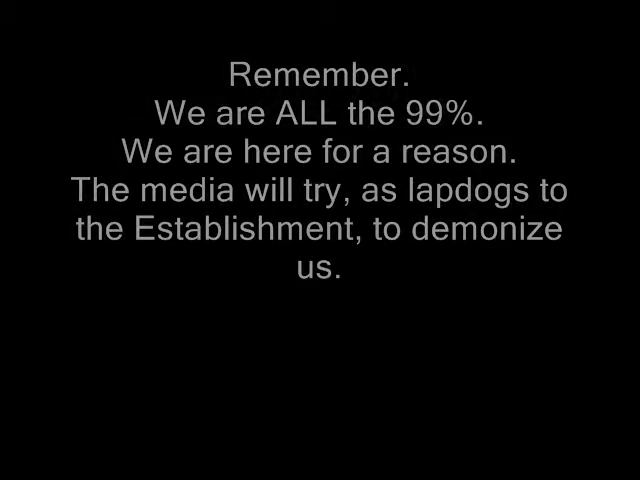 Remember.
We are ALL the 99%.
We are here for a reason.
The media will try, as lapdogs to
the Establishment, to demonize
us.